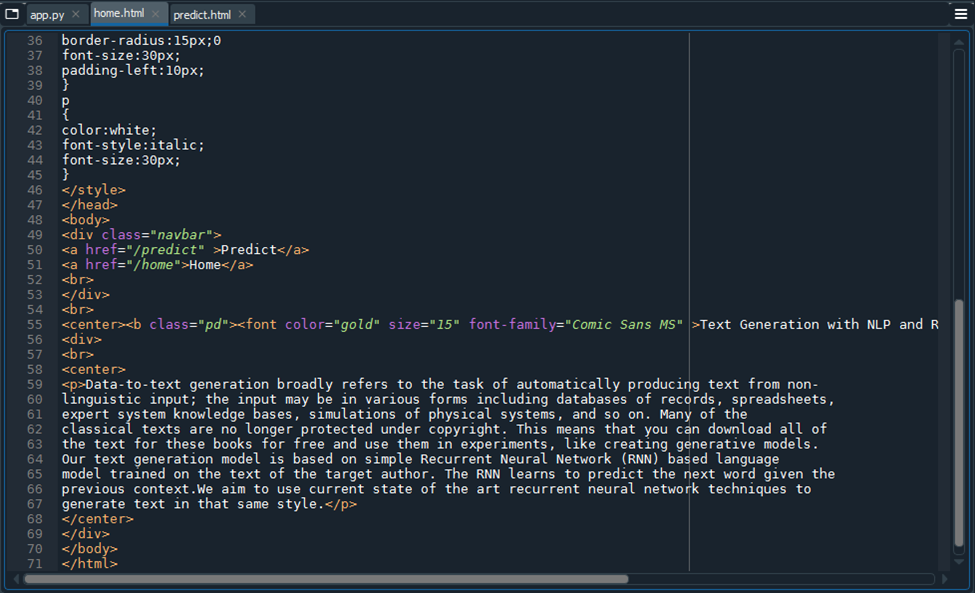 app.py home.html predict.html
36 border-radius:15px;0
37 font-size:30px;
38 padding-left:10px;
39 }
40 p
41 {
42 color:white;
43 font-style:italic;
44 font-size:30px;
45 }
46 </style>
47 </head>
48 <body>
49 <div class="navbar">
50 <a href="/predict" >Predict</a>
51 <a href="/home">Home</a>
52 <br>
53 </div>
54 <br>
55 <center><b class="pd"><font color="gold" size="15" font-family="Comic Sans MS" >Text Generation with NLP and R
56 <div>
57 <br>
58 <center>
59 <p>Data-to-text generation broadly refers to the task of automatically producing text from non-
60 linguistic input; the input may be in various forms including databases of records, spreadsheets,
61 expert system knowledge bases, simulations of physical systems, and so on. Many of the
62 classical texts are no longer protected under copyright. This means that you can download all of
63 the text for these books for free and use them in experiments, like creating generative models.
64 Our text generation model is based on simple Recurrent Neural Network (RNN) based language
65 model trained on the text of the target author. The RNN learns to predict the next word given the
66 previous context.We aim to use current state of the art recurrent neural network techniques to
67 generate text in that same style.</p>
68 </center>
69 </div>
70 </body>
71 </html>